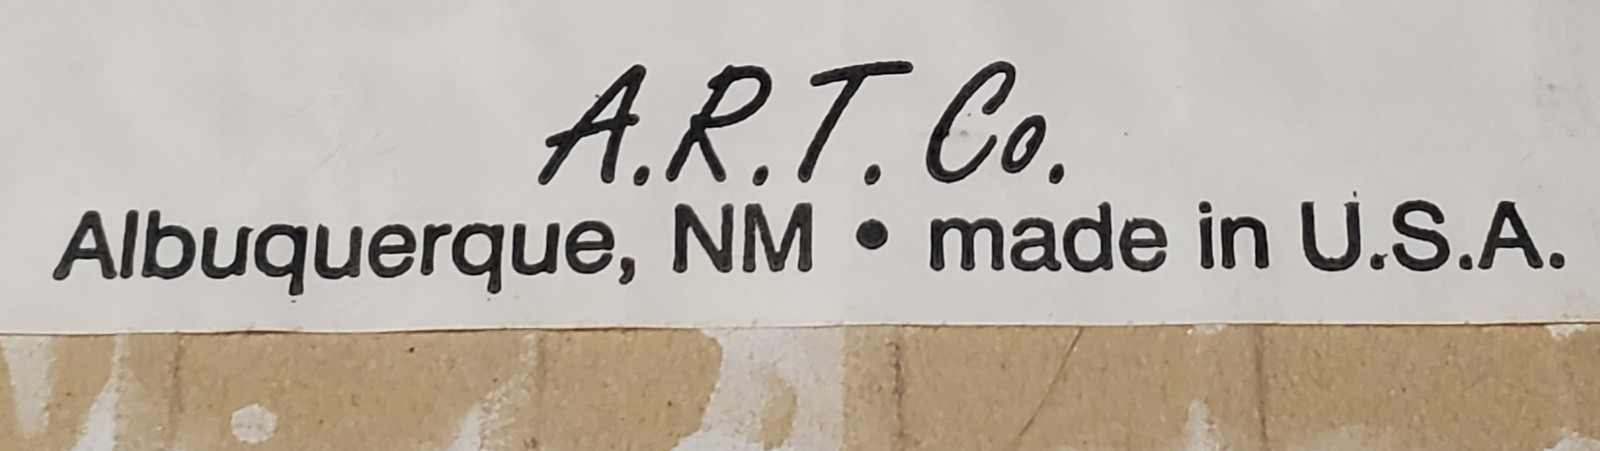 A.R.T. Co.
Albuquerque, NM • made in U.S.A.